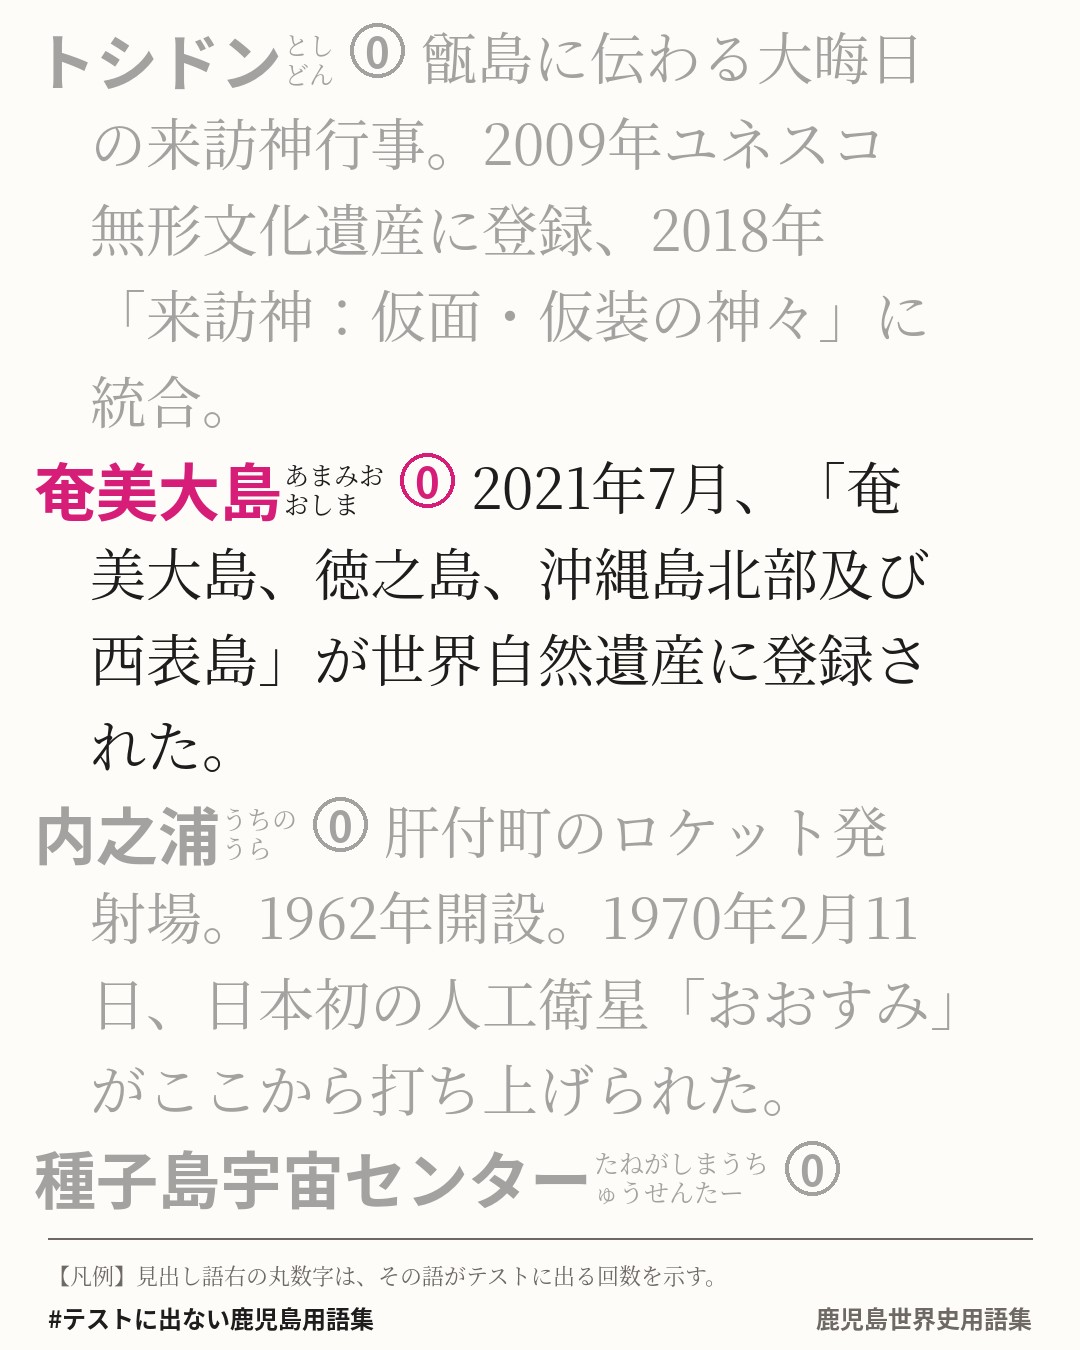 トシドン とし どん ⓪ 甑島に伝わる大晦日
の来訪神行事。2009年ユネスコ
無形文化遺産に登録、2018年
「来訪神：仮面・仮装の神々」に
統合。
奄美大島 あまみお おしま ⓪ 2021年7月、「奄
美大島、徳之島、沖縄島北部及び
西表島」が世界自然遺産に登録さ
れた。
内之浦 うちの うら ⓪ 肝付町のロケット発
射場。1962年開設。1970年2月11
日、日本初の人工衛星「おおすみ」
がここから打ち上げられた。
種子島宇宙センター たねがしまうち ゅうせんたー ⓪
【凡例】見出し語右の丸数字は、その語がテストに出る回数を示す。
#テストに出ない鹿児島用語集
鹿児島世界史用語集